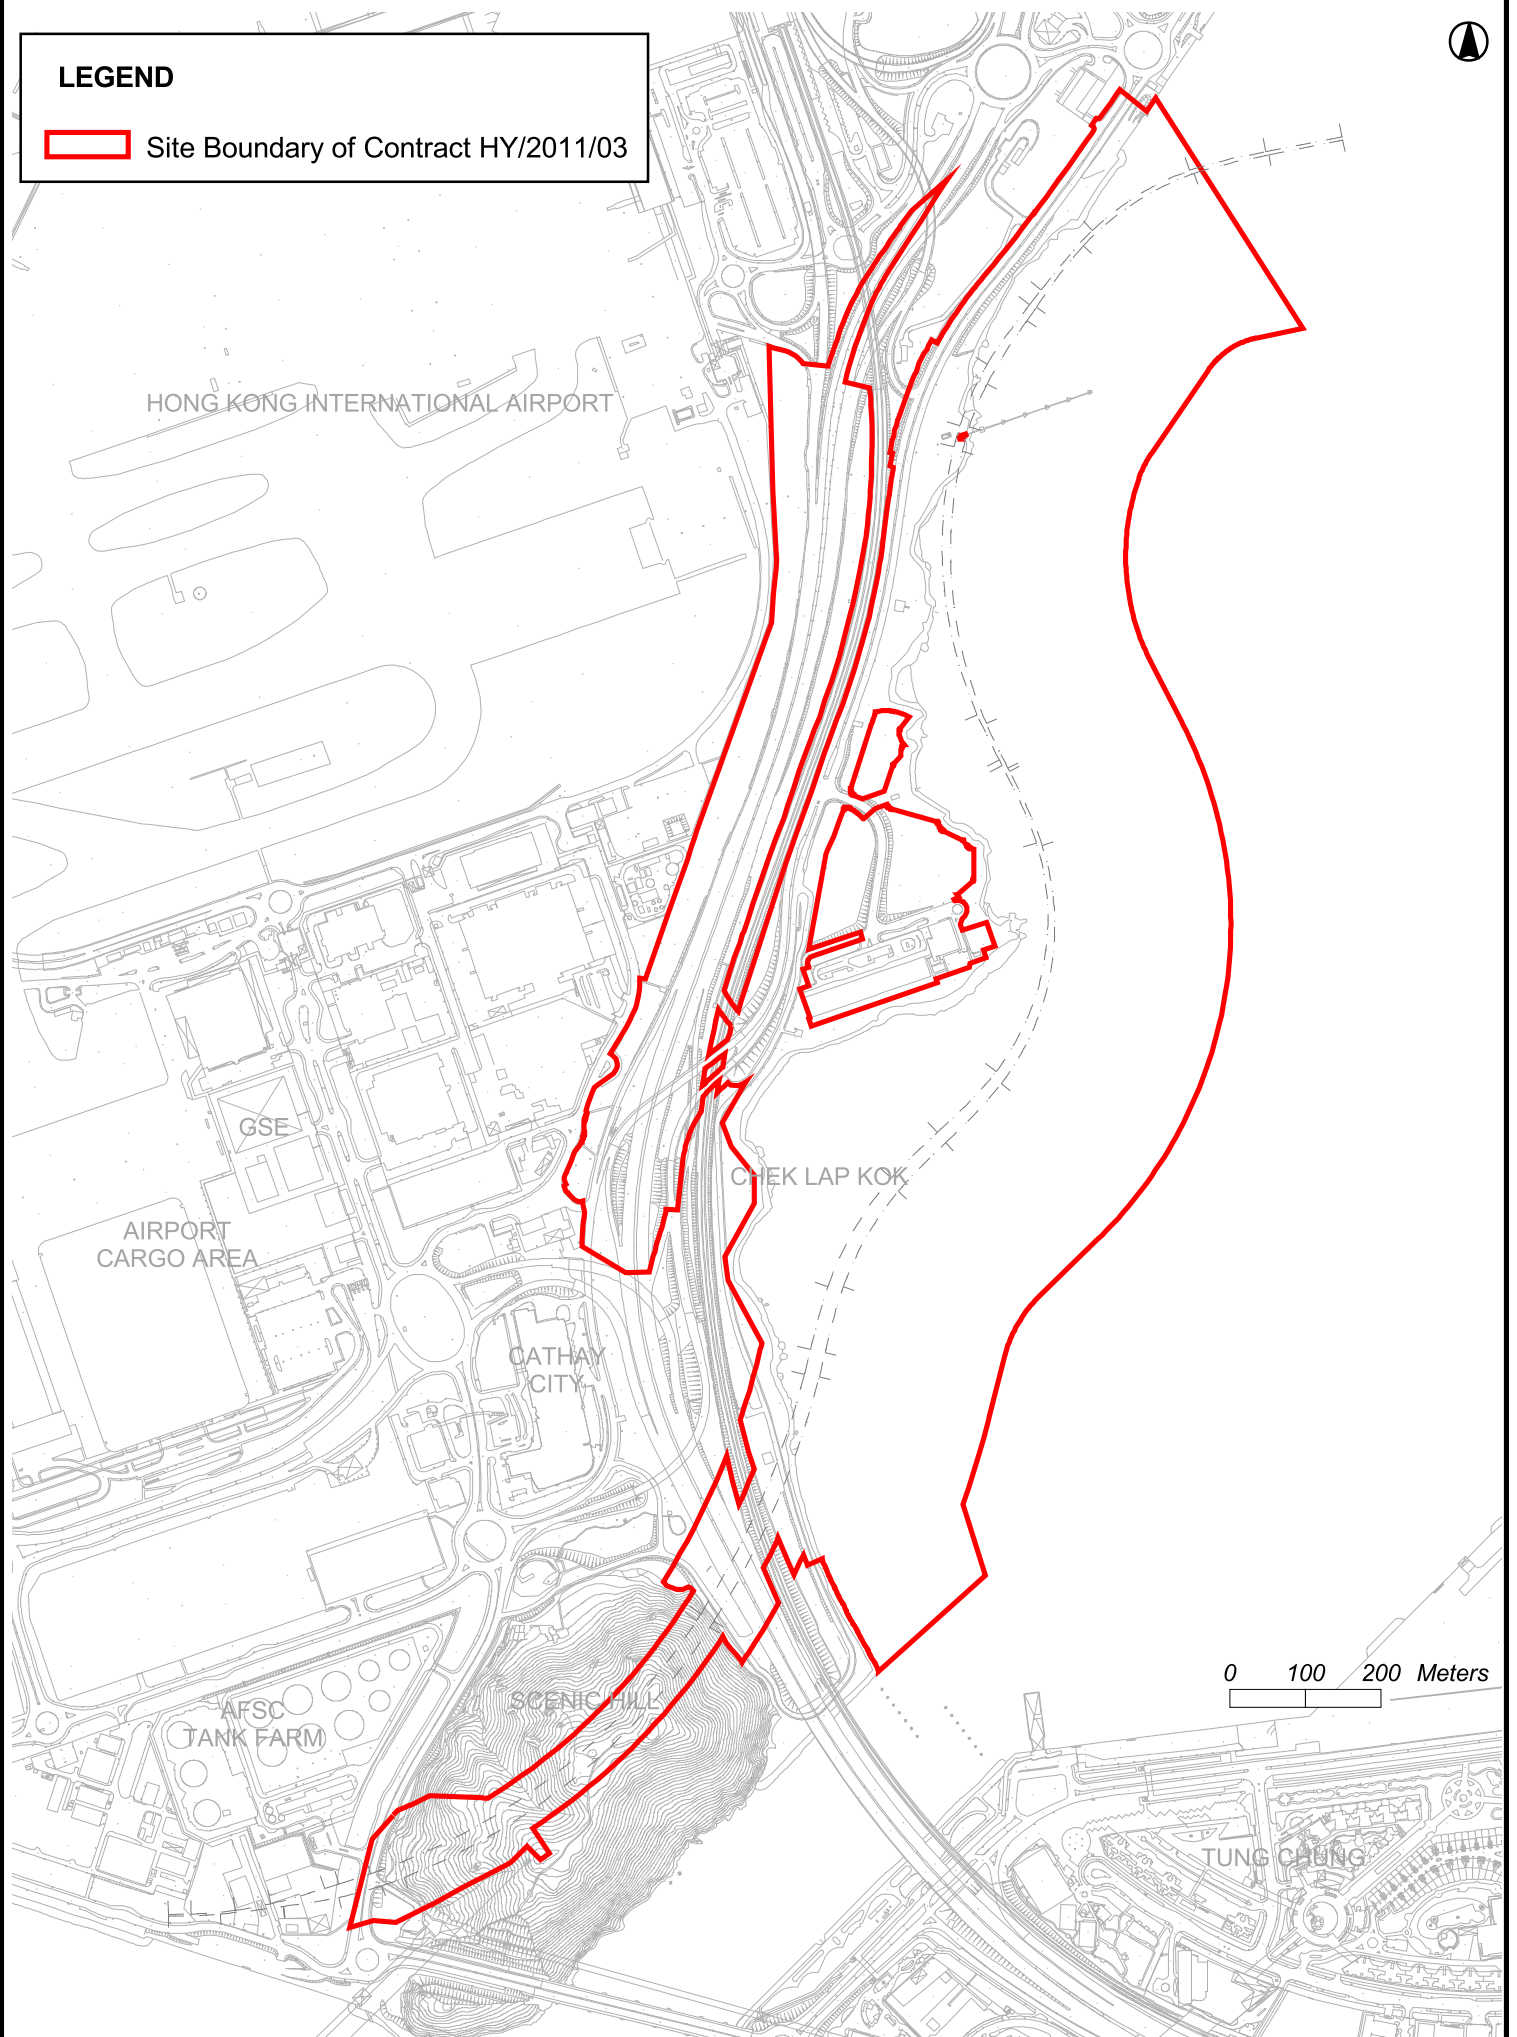 LEGEND
Site Boundary of Contract HY/2011/03
HONG KONG INTERNATIONAL AIRPORT
GSE
CHEK LAP KOK
AIRPORT
CARGO AREA
CATHAY
CITY
SCENIC HILL
AFSC
TANK FARM
0 100 200 Meters
TUNG CHUNG